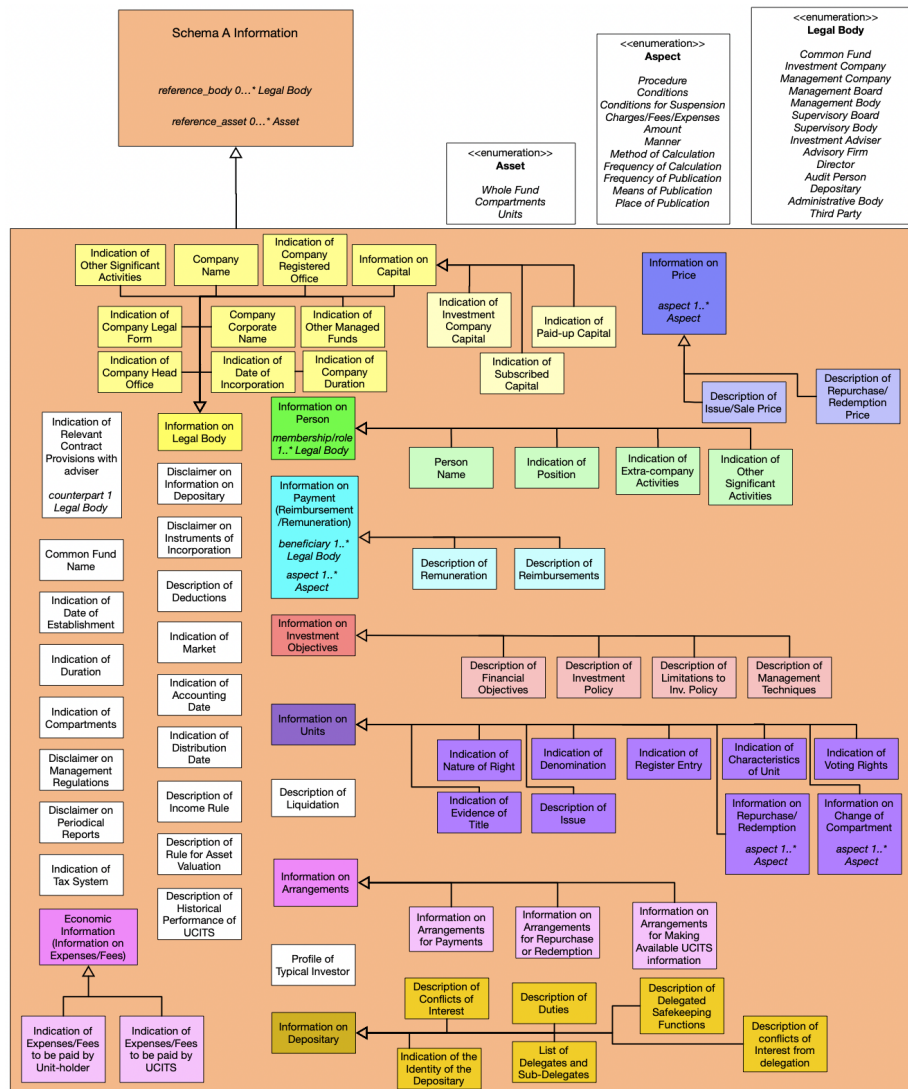 Schema A Information
reference_body 0...* Legal Body
reference_asset 0...* Asset
<<enumeration>>
Asset
Whole Fund
Compartments
Units
<<enumeration>>
Aspect
Procedure
Conditions
Conditions for Suspension
Charges/Fees/Expenses
Amount
Manner
Method of Calculation
Frequency of Calculation
Frequency of Publication
Means of Publication
Place of Publication
<<enumeration>>
Legal Body
Common Fund
Investment Company
Management Company
Management Board
Management Body
Supervisory Board
Supervisory Body
Investment Adviser
Advisory Firm
Director
Audit Person
Depositary
Administrative Body
Third Party
Indication of
Other Significant
Activities
Company
Name
Indication of
Company
Registered
Office
Information on
Capital
Indication of
Company Legal
Form
Company
Corporate
Name
Indication of
Other Managed
Funds
Indication of
Company Head
Office
Indication of
Date of
Incorporation
Indication of
Company
Duration
Indication of
Investment
Company
Capital
Indication of
Subscribed
Capital
Indication of
Paid-up Capital
Information on
Price
aspect 1..*
Aspect
Description of
Issue/Sale Price
Description of
Repurchase/
Redemption
Price
Indication of
Relevant
Contract
Provisions with
adviser
counterpart 1
Legal Body
Information on
Legal Body
Information on
Person
membership/role
1..* Legal Body
Person
Name
Indication of
Position
Indication of
Extra-company
Activities
Indication of
Other
Significant
Activities
Disclaimer on
Information on
Depositary
Disclaimer on
Instruments of
Incorporation
Information on
Payment
(Reimbursement
/Remuneration)
beneficiary 1..*
Legal Body
aspect 1..*
Aspect
Description of
Remuneration
Description of
Reimbursements
Common Fund
Name
Indication of
Date of
Establishment
Indication of
Duration
Indication of
Compartments
Disclaimer on
Management
Regulations
Disclaimer on
Periodical
Reports
Indication of
Tax System
Description of
Deductions
Indication of
Market
Indication of
Accounting
Date
Indication of
Distribution
Date
Description of
Income Rule
Description of
Rule for Asset
Valuation
Description of
Historical
Performance of
UCITS
Information on
Investment
Objectives
Description of
Financial
Objectives
Description of
Investment
Policy
Description of
Limitations to
Inv. Policy
Description of
Management
Techniques
Information on
Units
Indication of
Nature of Right
Indication of
Denomination
Indication of
Register Entry
Indication of
Characteristics
of Unit
Indication of
Voting Rights
Indication of
Evidence of
Title
Description of
Issue
Information on
Repurchase/
Redemption
aspect 1..*
Aspect
Information on
Change of
Compartment
aspect 1..*
Aspect
Description
of Liquidation
Information on
Arrangements
Information on
Arrangements
for Payments
Information on
Arrangements
for Repurchase
or Redemption
Information on
Arrangements
for Making
Available UCITS
information
Economic
Information
(Information on
Expenses/Fees)
Indication of
Expenses/Fees
to be paid by
Unit-holder
Indication of
Expenses/Fees
to be paid by
UCITS
Profile of
Typical Investor
Information on
Depositary
Description of
Conflicts of
Interest
Description of
Duties
Description of
Delegated
Safekeeping
Functions
Indication of the
Identity of the
Depositary
List of
Delegates and
Sub-Delegates
Description of
conflicts of
Interest from
delegation